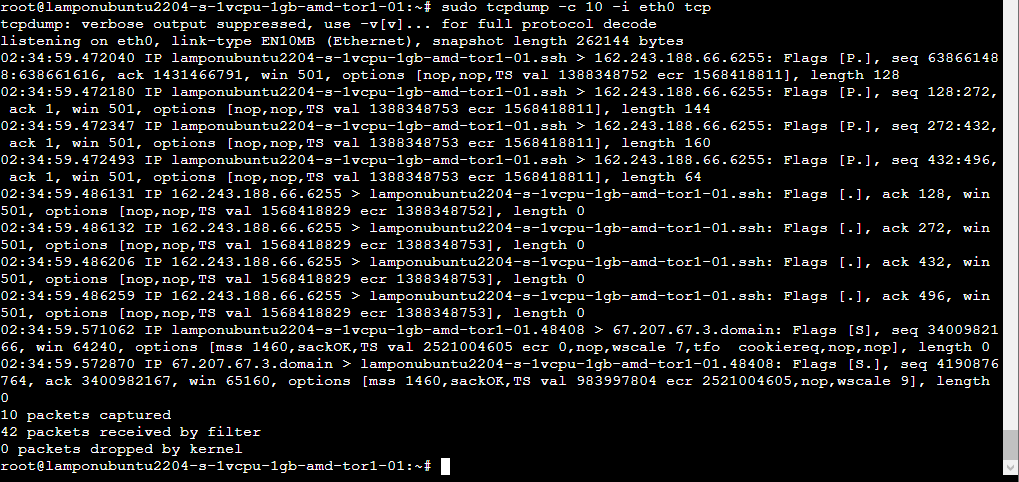 root@lamponubuntu2204-s-1vcpu-1gb-amd-tor1-01:~# sudo tcpdump -c 10 -i eth0 tcp
tcpdump: verbose output suppressed, use -v[v]... for full protocol decode
listening on eth0, link-type EN10MB (Ethernet), snapshot length 262144 bytes
02:34:59.472040 IP lamponubuntu2204-s-1vcpu-1gb-amd-tor1-01.ssh > 162.243.188.66.6255: Flags [P.], seq 63866148
8:638661616, ack 1431466791, win 501, options [nop,nop,TS val 1388348752 ecr 1568418811], length 128
02:34:59.472180 IP lamponubuntu2204-s-1vcpu-1gb-amd-tor1-01.ssh > 162.243.188.66.6255: Flags [P.], seq 128:272,
 ack 1, win 501, options [nop,nop,TS val 1388348753 ecr 1568418811], length 144
02:34:59.472347 IP lamponubuntu2204-s-1vcpu-1gb-amd-tor1-01.ssh > 162.243.188.66.6255: Flags [P.], seq 272:432,
 ack 1, win 501, options [nop,nop,TS val 1388348753 ecr 1568418811], length 160
02:34:59.472493 IP lamponubuntu2204-s-1vcpu-1gb-amd-tor1-01.ssh > 162.243.188.66.6255: Flags [P.], seq 432:496,
 ack 1, win 501, options [nop,nop,TS val 1388348753 ecr 1568418811], length 64
02:34:59.486131 IP 162.243.188.66.6255 > lamponubuntu2204-s-1vcpu-1gb-amd-tor1-01.ssh: Flags [.], ack 128, win
501, options [nop,nop,TS val 1568418829 ecr 1388348752], length 0
02:34:59.486132 IP 162.243.188.66.6255 > lamponubuntu2204-s-1vcpu-1gb-amd-tor1-01.ssh: Flags [.], ack 272, win
501, options [nop,nop,TS val 1568418829 ecr 1388348753], length 0
02:34:59.486206 IP 162.243.188.66.6255 > lamponubuntu2204-s-1vcpu-1gb-amd-tor1-01.ssh: Flags [.], ack 432, win
501, options [nop,nop,TS val 1568418829 ecr 1388348753], length 0
02:34:59.486259 IP 162.243.188.66.6255 > lamponubuntu2204-s-1vcpu-1gb-amd-tor1-01.ssh: Flags [.], ack 496, win
501, options [nop,nop,TS val 1568418829 ecr 1388348753], length 0
02:34:59.571062 IP lamponubuntu2204-s-1vcpu-1gb-amd-tor1-01.48408 > 67.207.67.3.domain: Flags [S], seq 34009821
66, win 64240, options [mss 1460,sackOK,TS val 2521004605 ecr 0,nop,wscale 7,tfo  cookiereq,nop,nop], length 0
02:34:59.572870 IP 67.207.67.3.domain > lamponubuntu2204-s-1vcpu-1gb-amd-tor1-01.48408: Flags [S.], seq 4190876
764, ack 3400982167, win 65160, options [mss 1460,sackOK,TS val 983997804 ecr 2521004605,nop,wscale 9], length
0
10 packets captured
42 packets received by filter
0 packets dropped by kernel
root@lamponubuntu2204-s-1vcpu-1gb-amd-tor1-01:~#